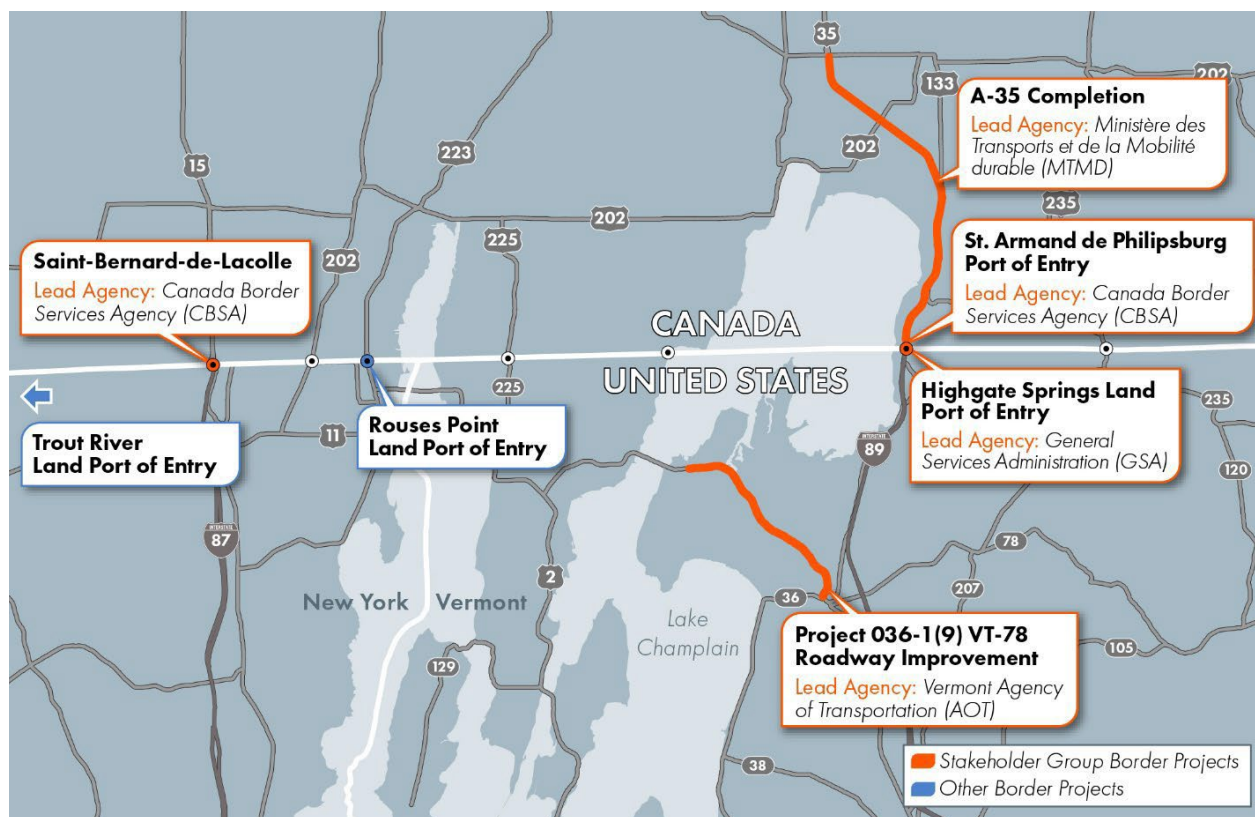 35
202
133
A-35 Completion
Lead Agency: Ministère des
Transports et de la Mobilité
durable (MTMD)
15
223
202
235
202
225
Saint-Bernard-de-Lacolle
Lead Agency: Canada Border
Services Agency (CBSA)
202
St. Armand de Philipsburg
Port of Entry
Lead Agency: Canada Border
Services Agency (CBSA)
CANADA
UNITED STATES
225
Trout River
Land Port of Entry
11
Rouses Point
Land Port of Entry
Highgate Springs Land
Port of Entry
Lead Agency: General
Services Administration (GSA)
235
INTERSTATE
89
120
INTERSTATE
87
78
2
207
36
New York
Vermont
Lake
Champlain
129
105
Project 036-1(9) VT-78
Roadway Improvement
Lead Agency: Vermont Agency
of Transportation (AOT)
38
Stakeholder Group Border Projects
Other Border Projects